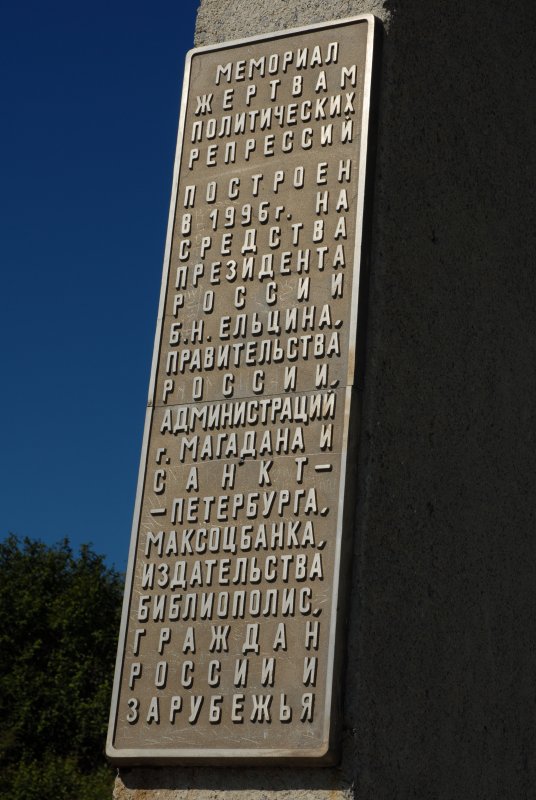 МЕМОРИАЛ
ЖЕРТВАМ
ПОЛИТИЧЕСКИХ
РЕПРЕССИЙ
ПОСТРОЕН
В 1996г. НА
СРЕДСТВА
ПРЕЗИДЕНТА
РОССИИ
Б.Н. ЕЛЬЦИНА,
ПРАВИТЕЛЬСТВА
РОССИИ,
АДМИНИСТРАЦИЙ
г. МАГАДАНА И
САНКТ-
-ПЕТЕРБУРГА,
МАКСОЦБАНКА,
ИЗДАТЕЛЬСТВА
БИБЛИОПОЛИС,
ГРАЖДАН
РОССИИ И
ЗАРУБЕЖЬЯ